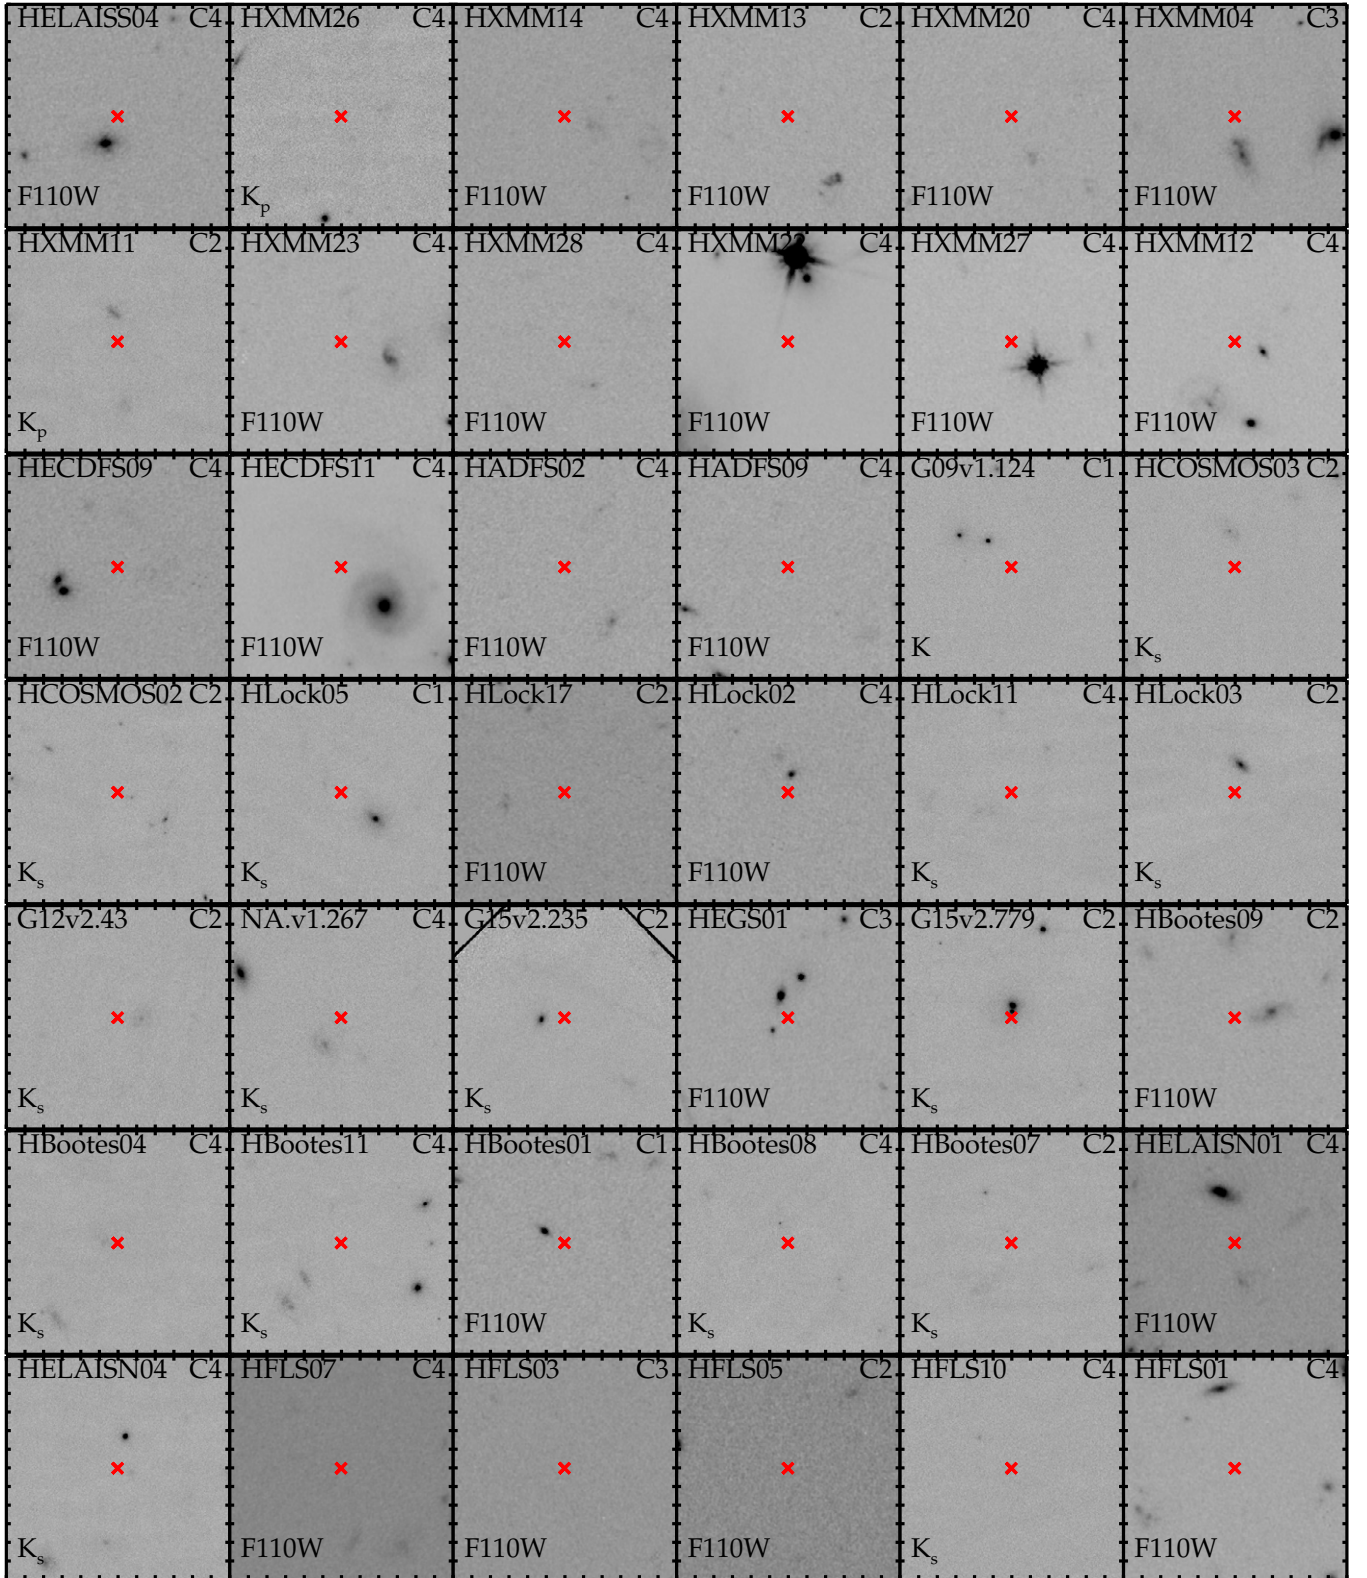 HELAISS04 C4 HXMM26 C4 HXMM14 C4 HXMM13 C2 HXMM20 C4 HXMM04 C3
F110W Kp F110W F110W F110W F110W
HXMM11 C2 HXMM23 C4 HXMM28 C4 HXMM22 C4 HXMM27 C4 HXMM12 C4
Kp F110W F110W F110W F110W F110W
HECDFS09 C4 HECDFS11 C4 HADFS02 C4 HADFS09 C4 G09v1.124 C1 HCOSMOS03 C2
F110W F110W F110W F110W K Ks
HCOSMOS02 C2 HLock05 C1 HLock17 C2 HLock02 C4 HLock11 C4 HLock03 C2
Ks Ks F110W F110W Ks Ks
G12v2.43 C2 NA.v1.267 C4 G15v2.235 C2 HEGS01 C3 G15v2.779 C2 HBootes09 C2
Ks Ks Ks F110W Ks F110W
HBootes04 C4 HBootes11 C4 HBootes01 C1 HBootes08 C4 HBootes07 C2 HELAISN01 C4
Ks Ks F110W Ks Ks F110W
HELAISN04 C4 HFLS07 C4 HFLS03 C3 HFLS05 C2 HFLS10 C4 HFLS01 C4
Ks F110W F110W F110W Ks F110W